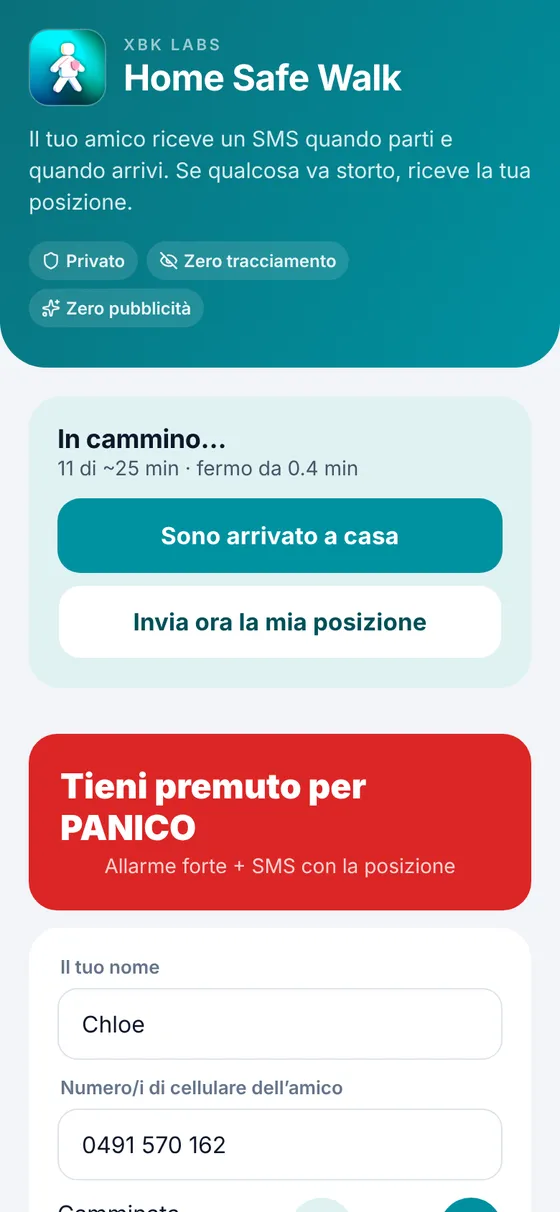 XBK LABS
Home Safe Walk
Il tuo amico riceve un SMS quando parti e
quando arrivi. Se qualcosa va storto, riceve la tua
posizione.
Privato
Zero tracciamento
Zero pubblicità
In cammino…
11 di ~25 min · fermo da 0.4 min
Sono arrivato a casa
Invia ora la mia posizione
Tieni premuto per
PANICO
Allarme forte + SMS con la posizione
Il tuo nome
Chloe
Numero/i di cellulare dell’amico
0491 570 162
Camminata